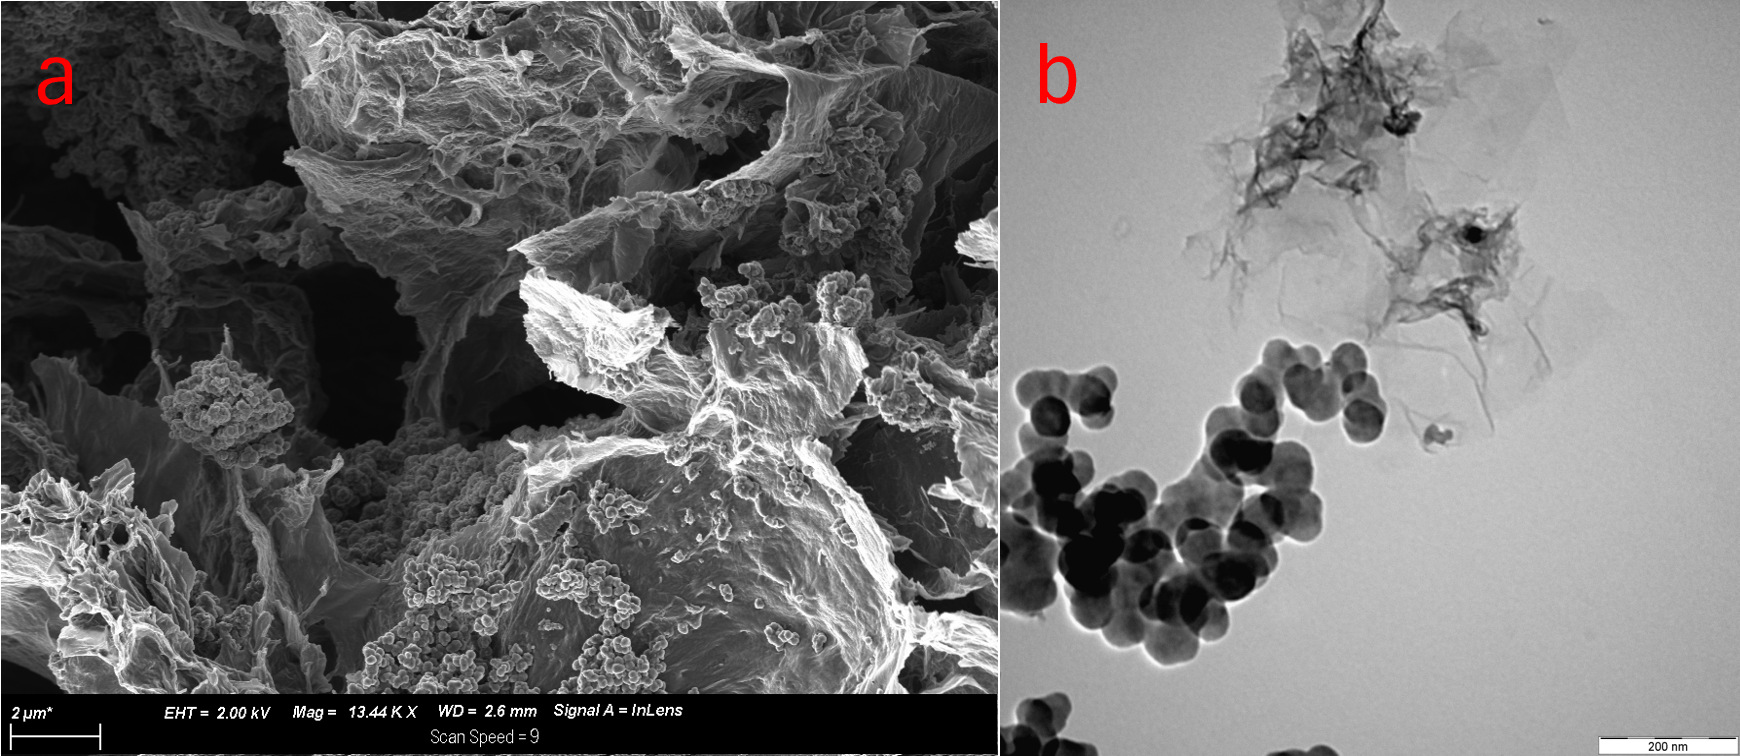 a
b
2 µm*
EHT = 2.00 kV Mag = 13.44 K X WD = 2.6 mm Signal A = InLens
Scan Speed = 9
200 nm